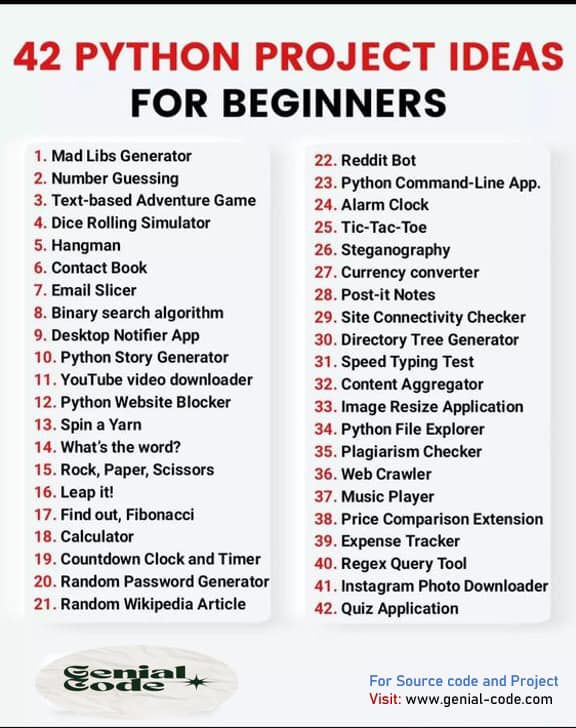 42 PYTHON PROJECT IDEAS
FOR BEGINNERS
1. Mad Libs Generator
2. Number Guessing
3. Text-based Adventure Game
4. Dice Rolling Simulator
5. Hangman
6. Contact Book
7. Email Slicer
8. Binary search algorithm
9. Desktop Notifier App
10. Python Story Generator
11. YouTube video downloader
12. Python Website Blocker
13. Spin a Yarn
14. What's the word?
15. Rock, Paper, Scissors
16. Leap it!
17. Find out, Fibonacci
18. Calculator
19. Countdown Clock and Timer
20. Random Password Generator
21. Random Wikipedia Article
22. Reddit Bot
23. Python Command-Line App.
24. Alarm Clock
25. Tic-Tac-Toe
26. Steganography
27. Currency converter
28. Post-it Notes
29. Site Connectivity Checker
30. Directory Tree Generator
31. Speed Typing Test
32. Content Aggregator
33. Image Resize Application
34. Python File Explorer
35. Plagiarism Checker
36. Web Crawler
37. Music Player
38. Price Comparison Extension
39. Expense Tracker
40. Regex Query Tool
41. Instagram Photo Downloader
42. Quiz Application
Genial
Code
For Source code and Project
Visit: www.genial-code.com